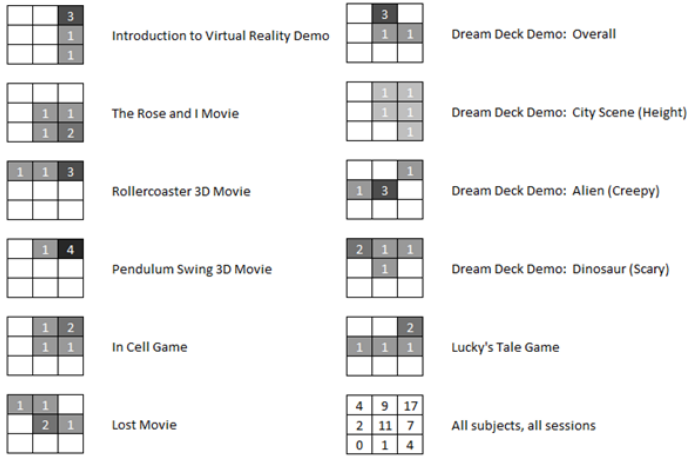 3
1
1
Introduction to Virtual Reality Demo
1 1
1 2
The Rose and I Movie
1 1 3
Rollercoaster 3D Movie
1 4
Pendulum Swing 3D Movie
1 2
1 1
In Cell Game
1 1
2 1
Lost Movie
3
1 1
Dream Deck Demo: Overall
1 1
1 1
1
Dream Deck Demo: City Scene (Height)
1
1 3
Dream Deck Demo: Alien (Creepy)
2 1 1
1
Dream Deck Demo: Dinosaur (Scary)
2
1 1 1
Lucky's Tale Game
4 9 17
2 11 7
0 1 4
All subjects, all sessions